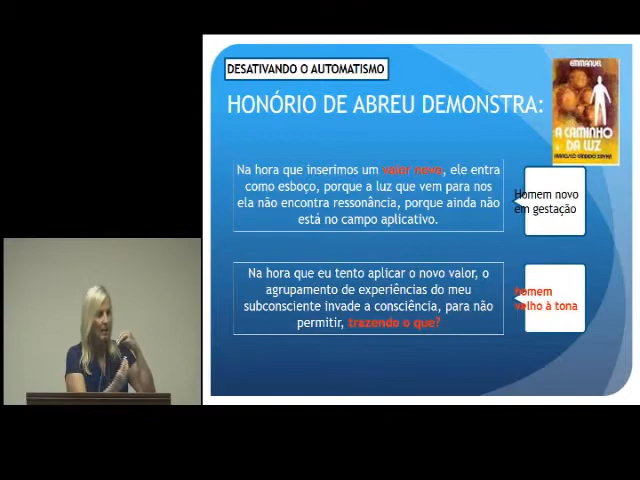 DESATIVANDO O AUTOMATISMO
HONÓRIO DE ABREU DEMONSTRA:
EMMANUEL
A CAMINHO
DA LUZ
Na hora que inserimos um valor novo, ele entra
como esboço, porque a luz que vem para nos
ela não encontra ressonância, porque ainda não
está no campo aplicativo.
Homem novo
em gestação
Na hora que eu tento aplicar o novo valor, o
agrupamento de experiências do meu
subconsciente invade a consciência, para não
permitir, trazendo o que?
Homem
velho à tona